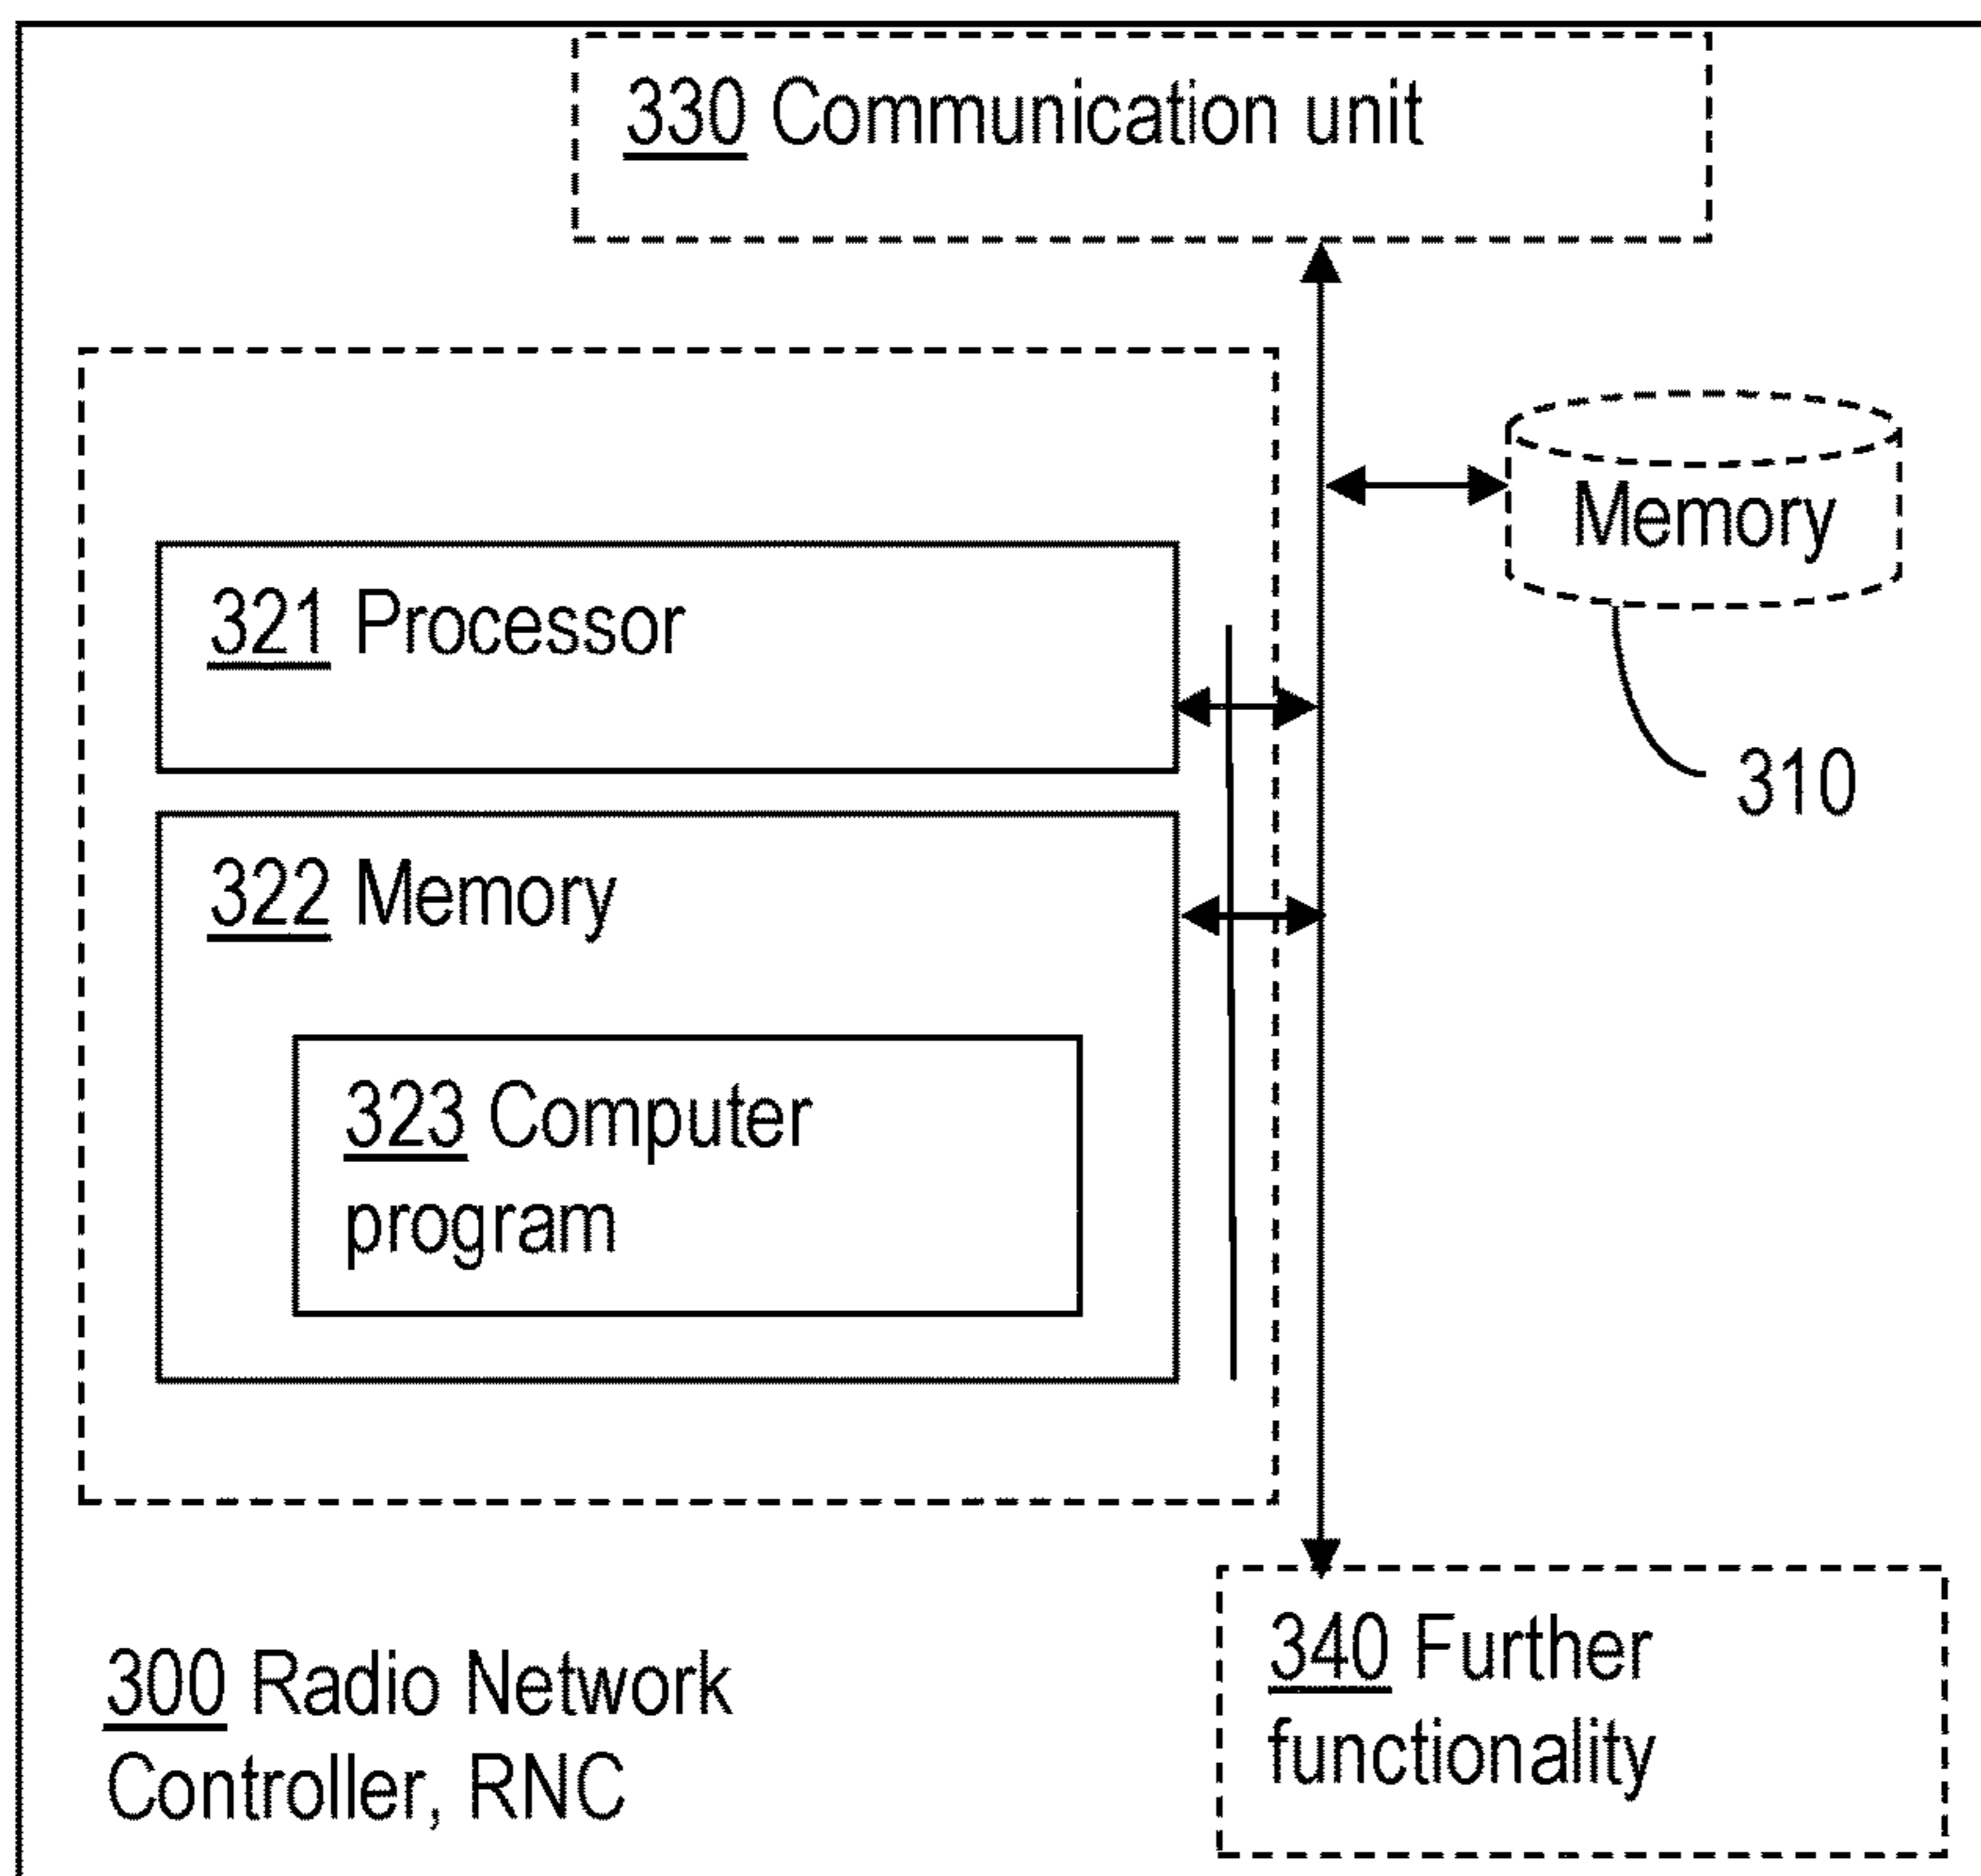 330 Communication unit
Memory
321 Processor
310
322 Memory
323 Computer
program
300 Radio Network
Controller, RNC
340 Further
functionality